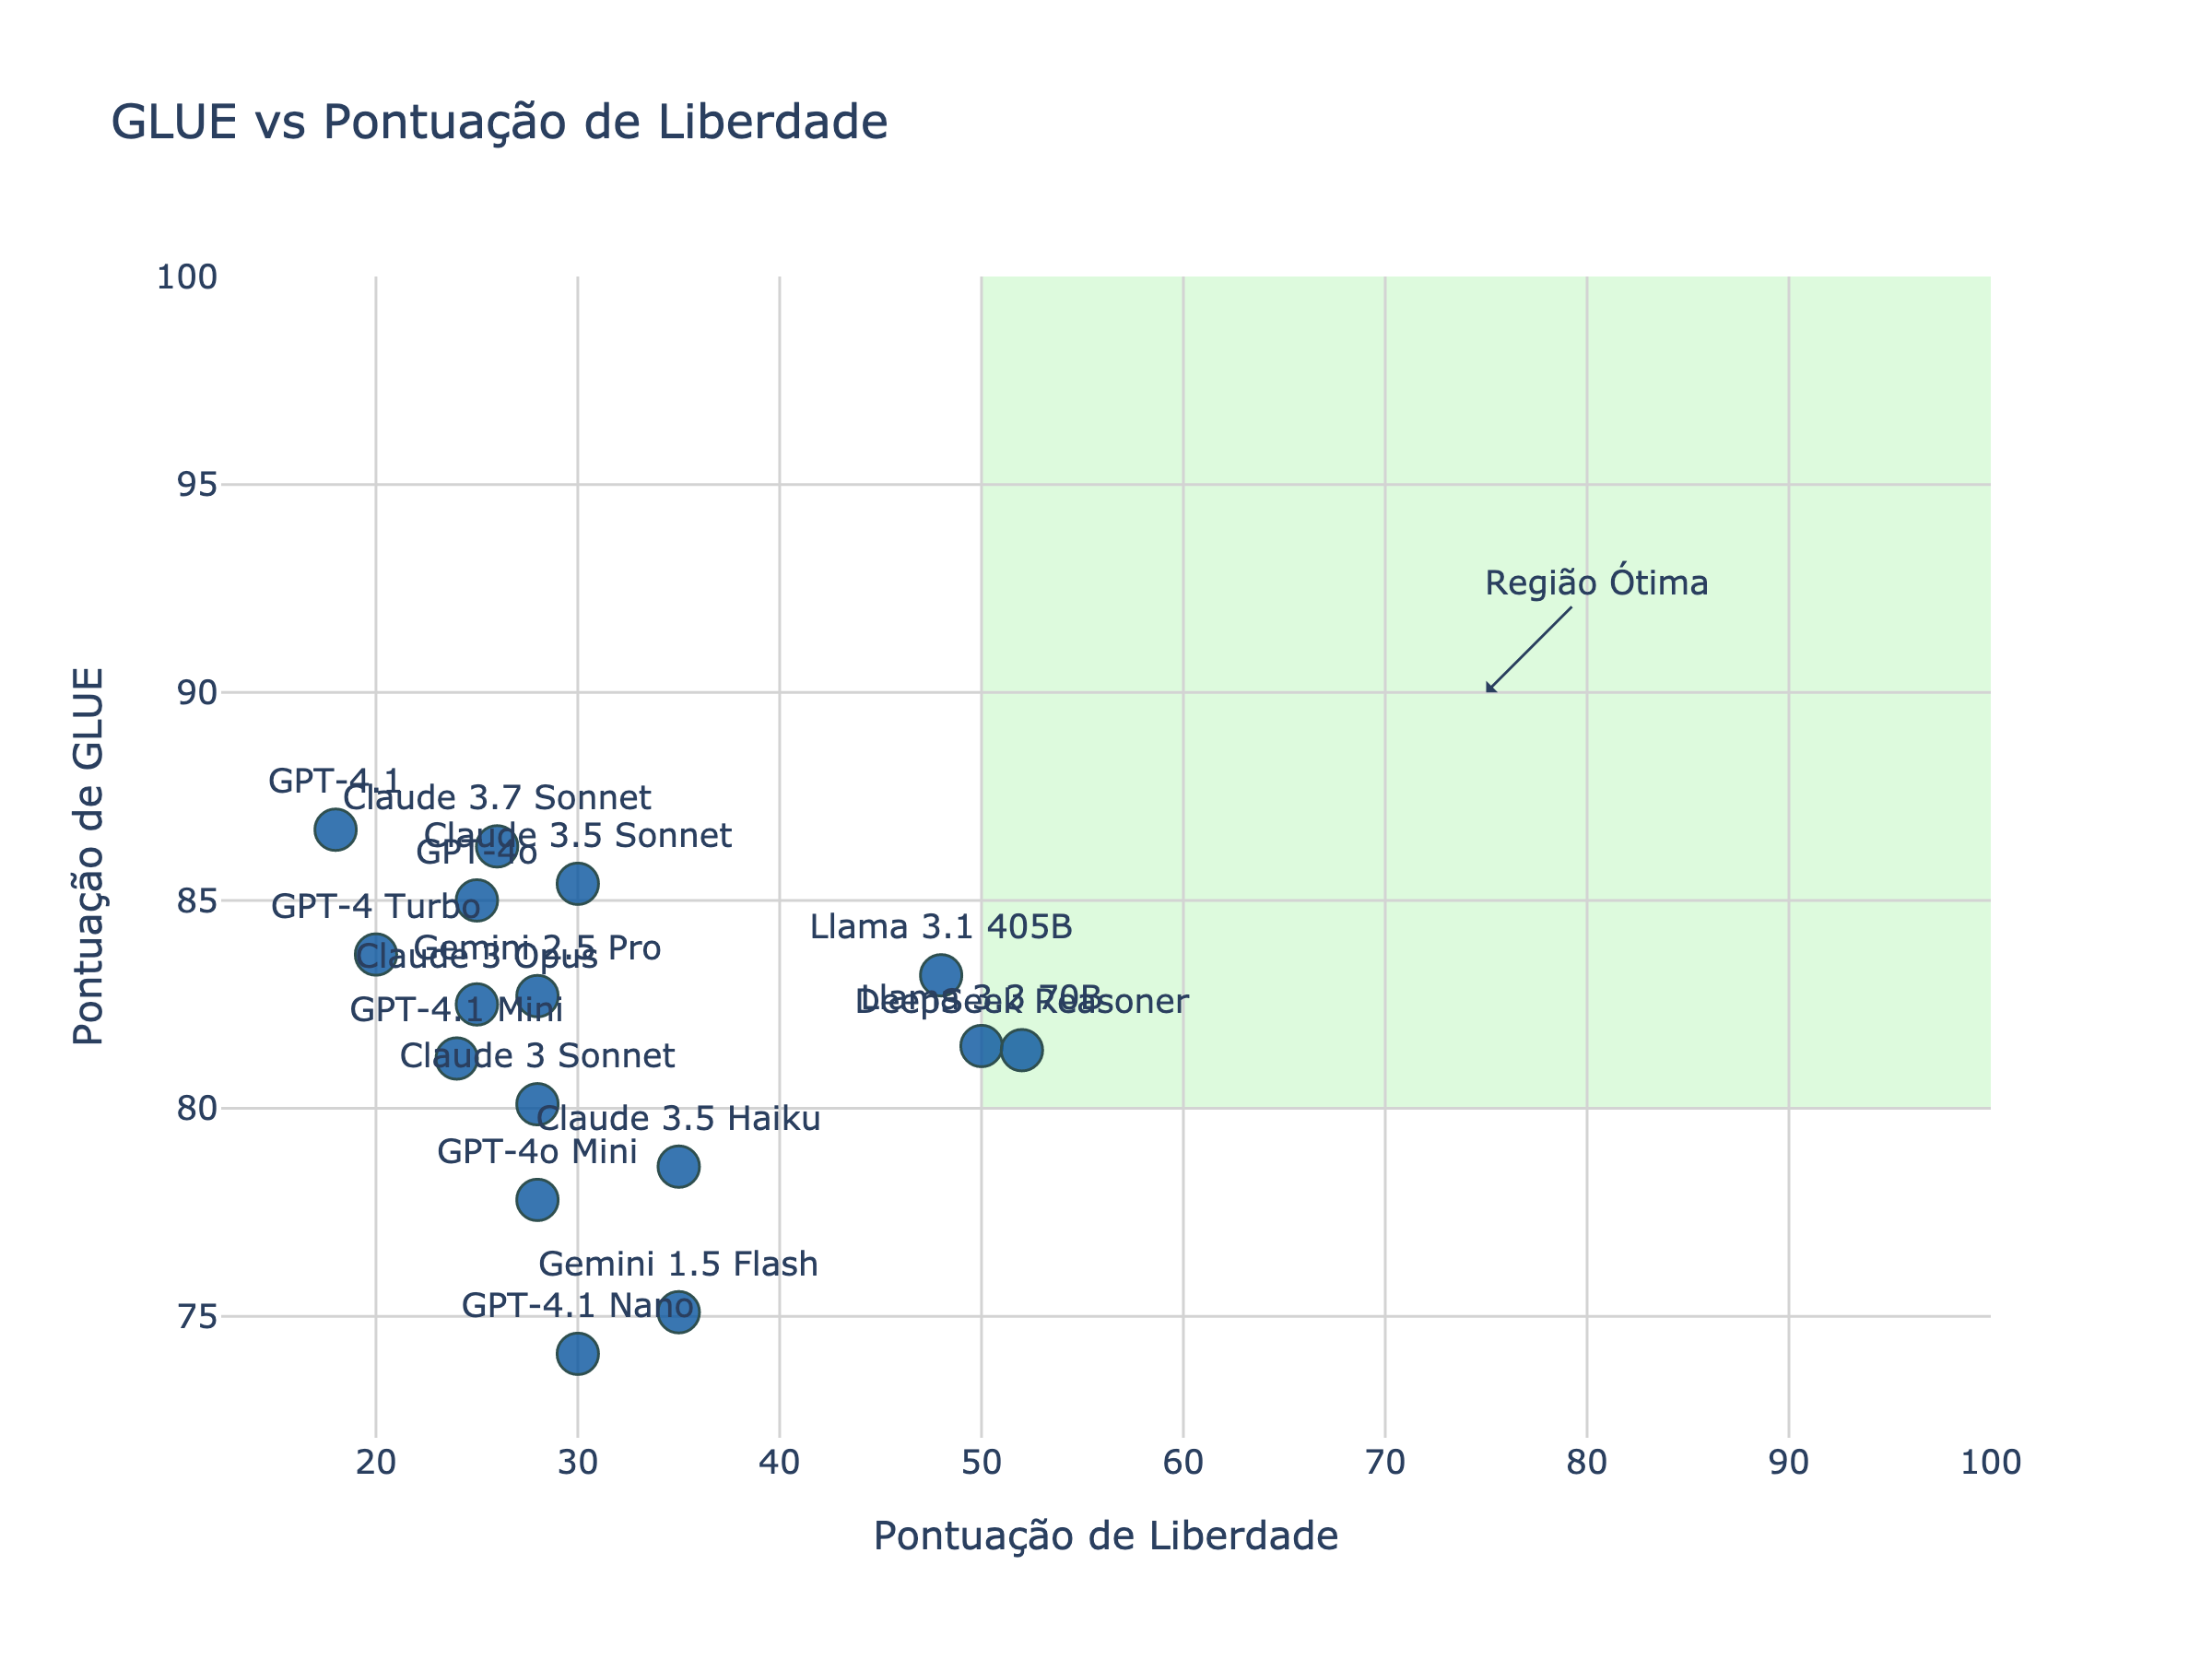 GLUE vs Pontuação de Liberdade
100
95
90
85
80
75
Pontuação de GLUE
Região Ótima
GPT-4.1
Claude 3.7 Sonnet
Claude 3.5 Sonnet
GPT-4o
GPT-4 Turbo
Llama 3.1 405B
Gemini 2.5 Pro
Claude 3 Opus
Llama 3.3 70B
DeepSeek Reasoner
GPT-4.1 Mini
Claude 3 Sonnet
Claude 3.5 Haiku
GPT-4o Mini
Gemini 1.5 Flash
GPT-4.1 Nano
20 30 40 50 60 70 80 90 100
Pontuação de Liberdade